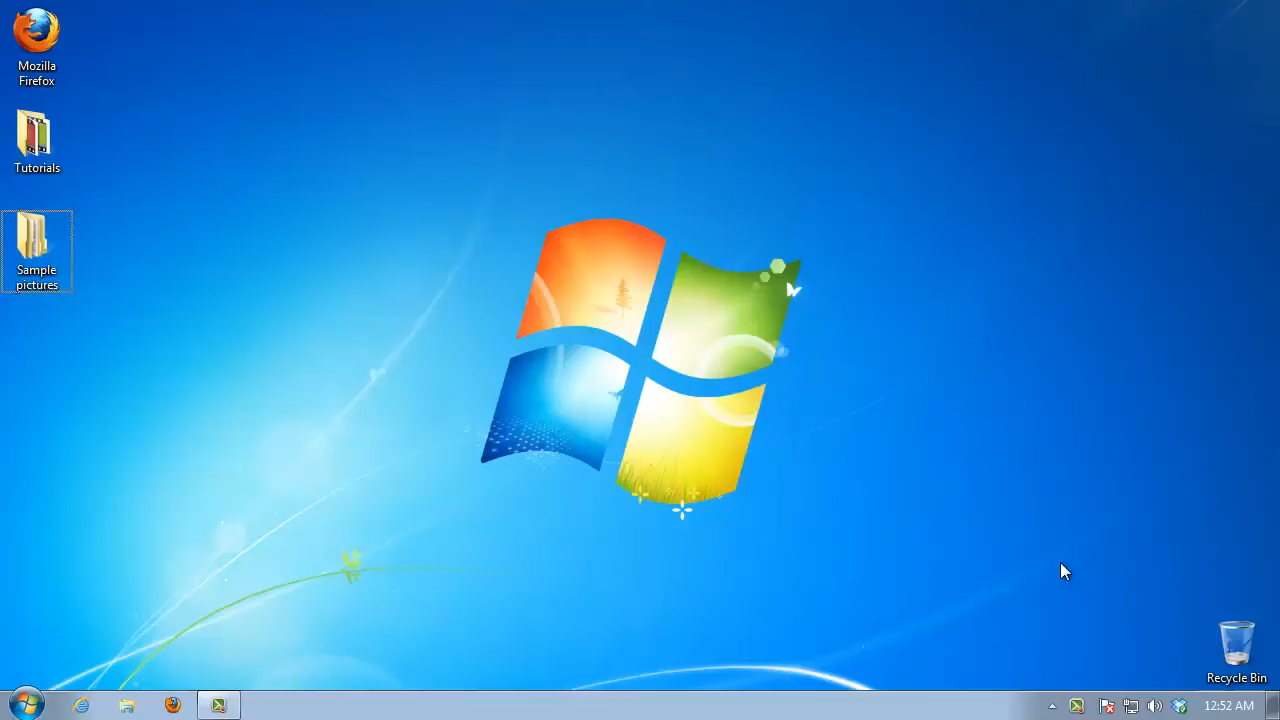 Mozilla
Firefox
Tutorials
Sample
pictures
Recycle Bin
12:52 AM